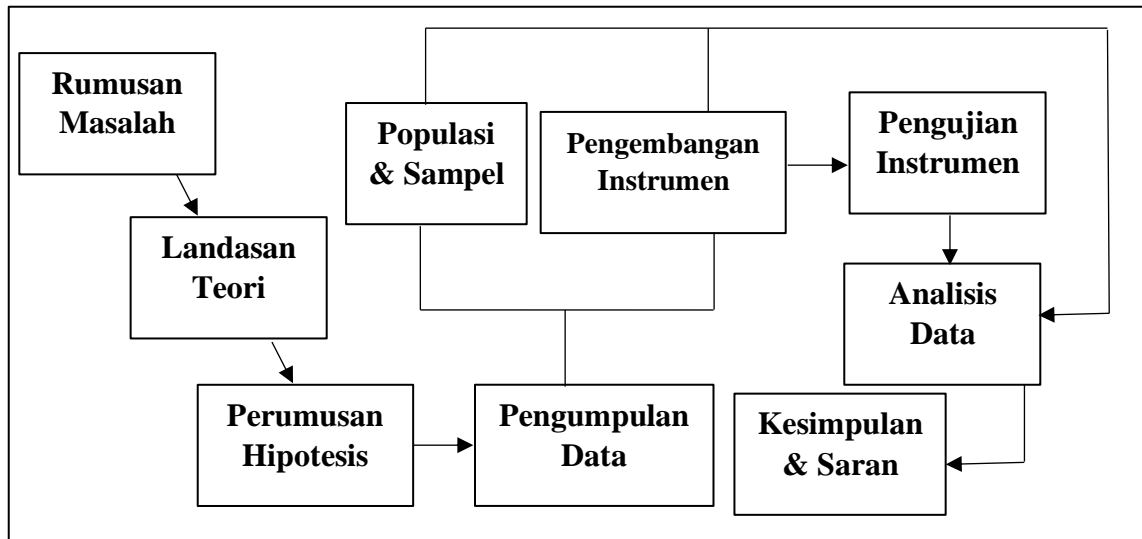 Rumusan
Masalah
Landasan
Teori
Perumusan
Hipotesis
Pengumpulan
Data
Populasi
& Sampel
Pengembangan
Instrumen
Pengujian
Instrumen
Analisis
Data
Kesimpulan
& Saran